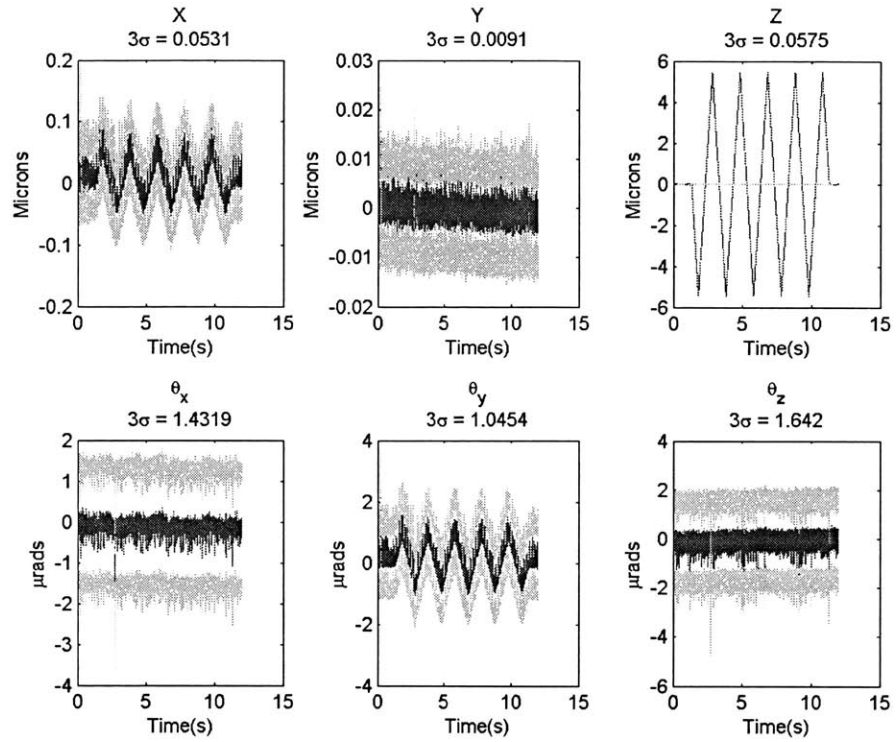 X
3σ = 0.0531
0.2
0.1
0
-0.1
-0.2
Microns
0
5
10
15
Time(s)
Y
3σ = 0.0091
0.03
0.02
0.01
0
-0.01
-0.02
Microns
0
5
10
15
Time(s)
Z
3σ = 0.0575
6
4
2
0
-2
-4
-6
Microns
0
5
10
15
Time(s)
θx
3σ = 1.4319
2
1
0
-1
-2
-3
-4
μrads
0
5
10
15
Time(s)
θy
3σ = 1.0454
4
2
0
-2
-4
μrads
0
5
10
15
Time(s)
θz
3σ = 1.642
4
2
0
-2
-4
-6
μrads
0
5
10
15
Time(s)